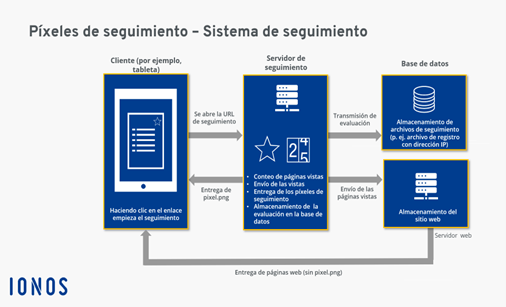 Píxeles de seguimiento – Sistema de seguimiento
Cliente (por ejemplo,
tableta)
Servidor de
seguimiento
Base de datos
Se abre la URL
de seguimiento
Transmisión de
evaluación
Almacenamiento de
archivos de seguimiento
(p. ej. archivo de registro
con dirección IP)
2 4 5
• Conteo de páginas vistas
• Envío de las vistas
• Entrega de los píxeles de
seguimiento
• Almacenamiento de la
evaluación en la base de
datos
Entrega de
pixel.png
Envío de las
páginas vistas
Haciendo clic en el enlace
empieza el seguimiento
Almacenamiento del
sitio web
Servidor web
Entrega de páginas web (sin pixel.png)
IONOS